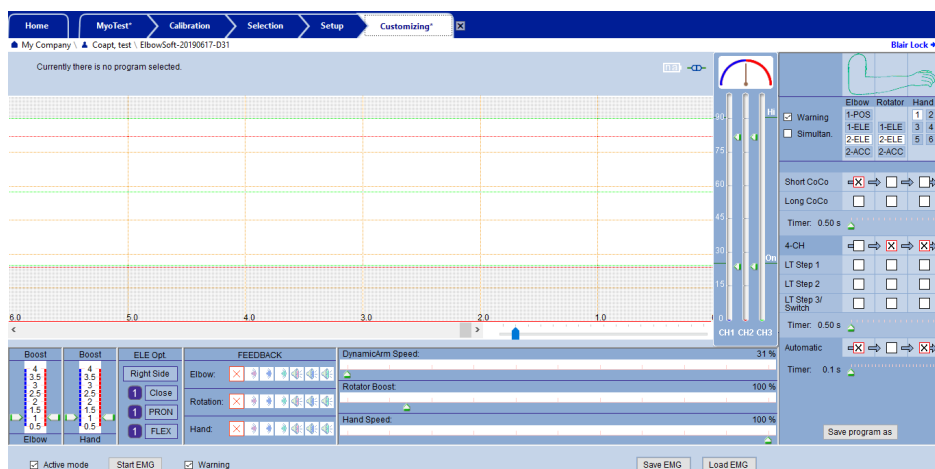 Home MyoTest* Calibration Selection Setup Customizing*
My Company \ Coapt, test \ ElbowSoft-20190617-D31 Blair Lock
Currently there is no program selected.
Elbow Rotator Hand
Warning 1-POS 1 2
Simultan. 1-ELE 1-ELE 3 4
2-ELE 2-ELE 5 6
2-ACC 2-ACC
Hi
90
75
60
45
30
On
15
0
6.0 5.0 4.0 3.0 2.0 1.0
CH1 CH2 CH3
Short CoCo
Long CoCo
Timer: 0.50 s
4-CH
LT Step 1
LT Step 2
LT Step 3/
Switch
Timer: 0.50 s
Automatic
Timer: 0.1 s
Save program as
Boost Boost ELE Opt. FEEDBACK DynamicArm Speed: 31 %
4 4
3.5 3.5
3 3
2.5 2.5
2 2
1.5 1.5
1 1
0.5 0.5
Elbow Hand
Right Side
1 Close
1 PRON
1 FLEX
Elbow:
Rotation:
Hand:
Rotator Boost: 100 %
Hand Speed: 100 %
Active mode Start EMG Warning Save EMG Load EMG